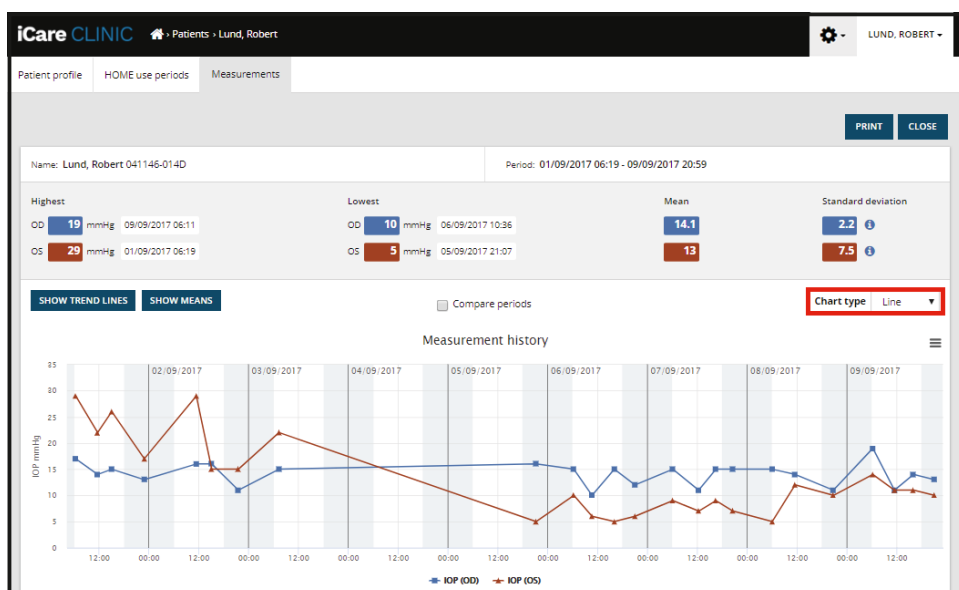 iCare CLINIC › Patients › Lund, Robert LUND, ROBERT
Patient profile HOME use periods Measurements
PRINT CLOSE
Name: Lund, Robert 041146-014D Period: 01/09/2017 06:19 - 09/09/2017 20:59
Highest Lowest Mean Standard deviation
OD 19 mmHg 09/09/2017 06:11 OD 10 mmHg 06/09/2017 10:36 14.1 2.2
OS 29 mmHg 01/09/2017 06:19 OS 5 mmHg 05/09/2017 21:07 13 7.5
SHOW TREND LINES SHOW MEANS Compare periods Chart type Line
Measurement history
35 02/09/2017 03/09/2017 04/09/2017 05/09/2017 06/09/2017 07/09/2017 08/09/2017 09/09/2017
30
25
20
15
10
5
0
IOP mmHg
12:00 00:00 12:00 00:00 12:00 00:00 12:00 00:00 12:00 00:00 12:00 00:00 12:00 00:00 12:00 00:00 12:00
IOP (OD) IOP (OS)